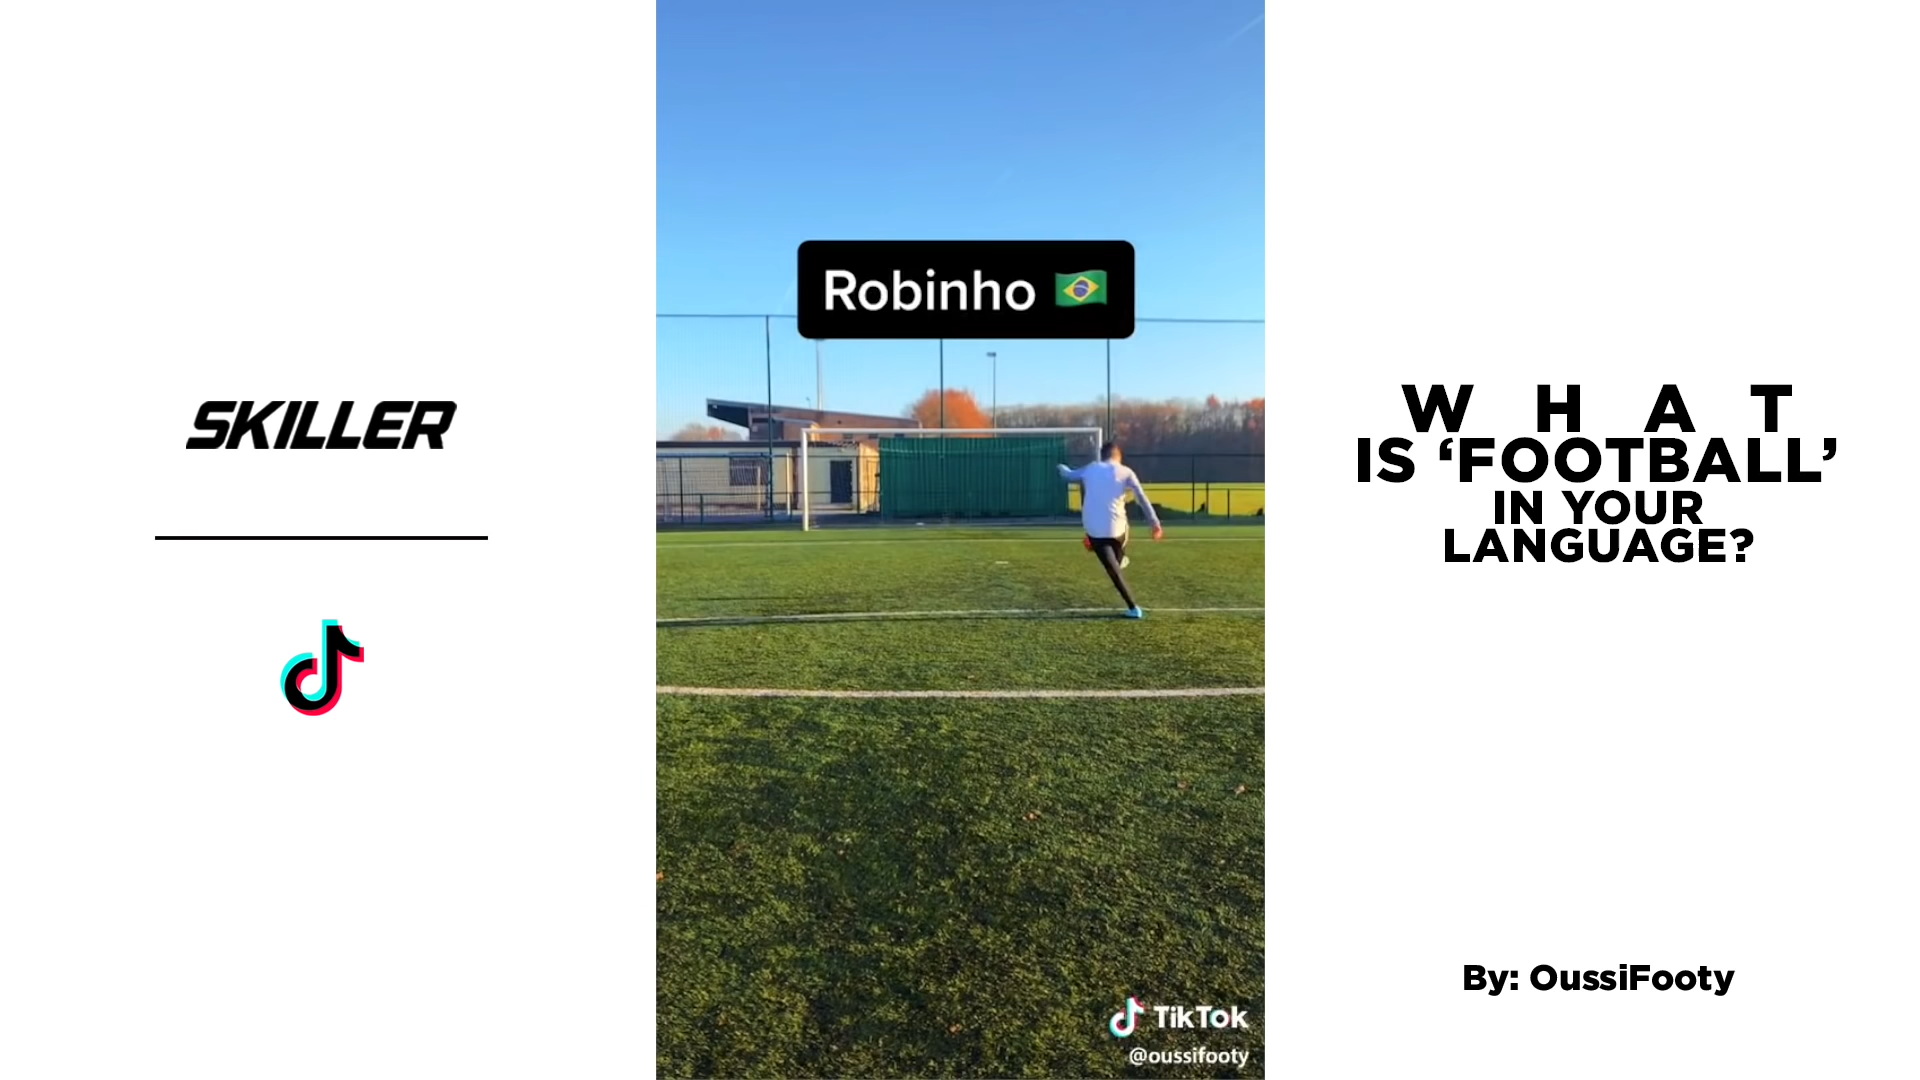 SKILLER
Robinho 🇧🇷
W H A T
IS ‘FOOTBALL’
IN YOUR
LANGUAGE?
By: OussiFooty
TikTok
@oussifooty